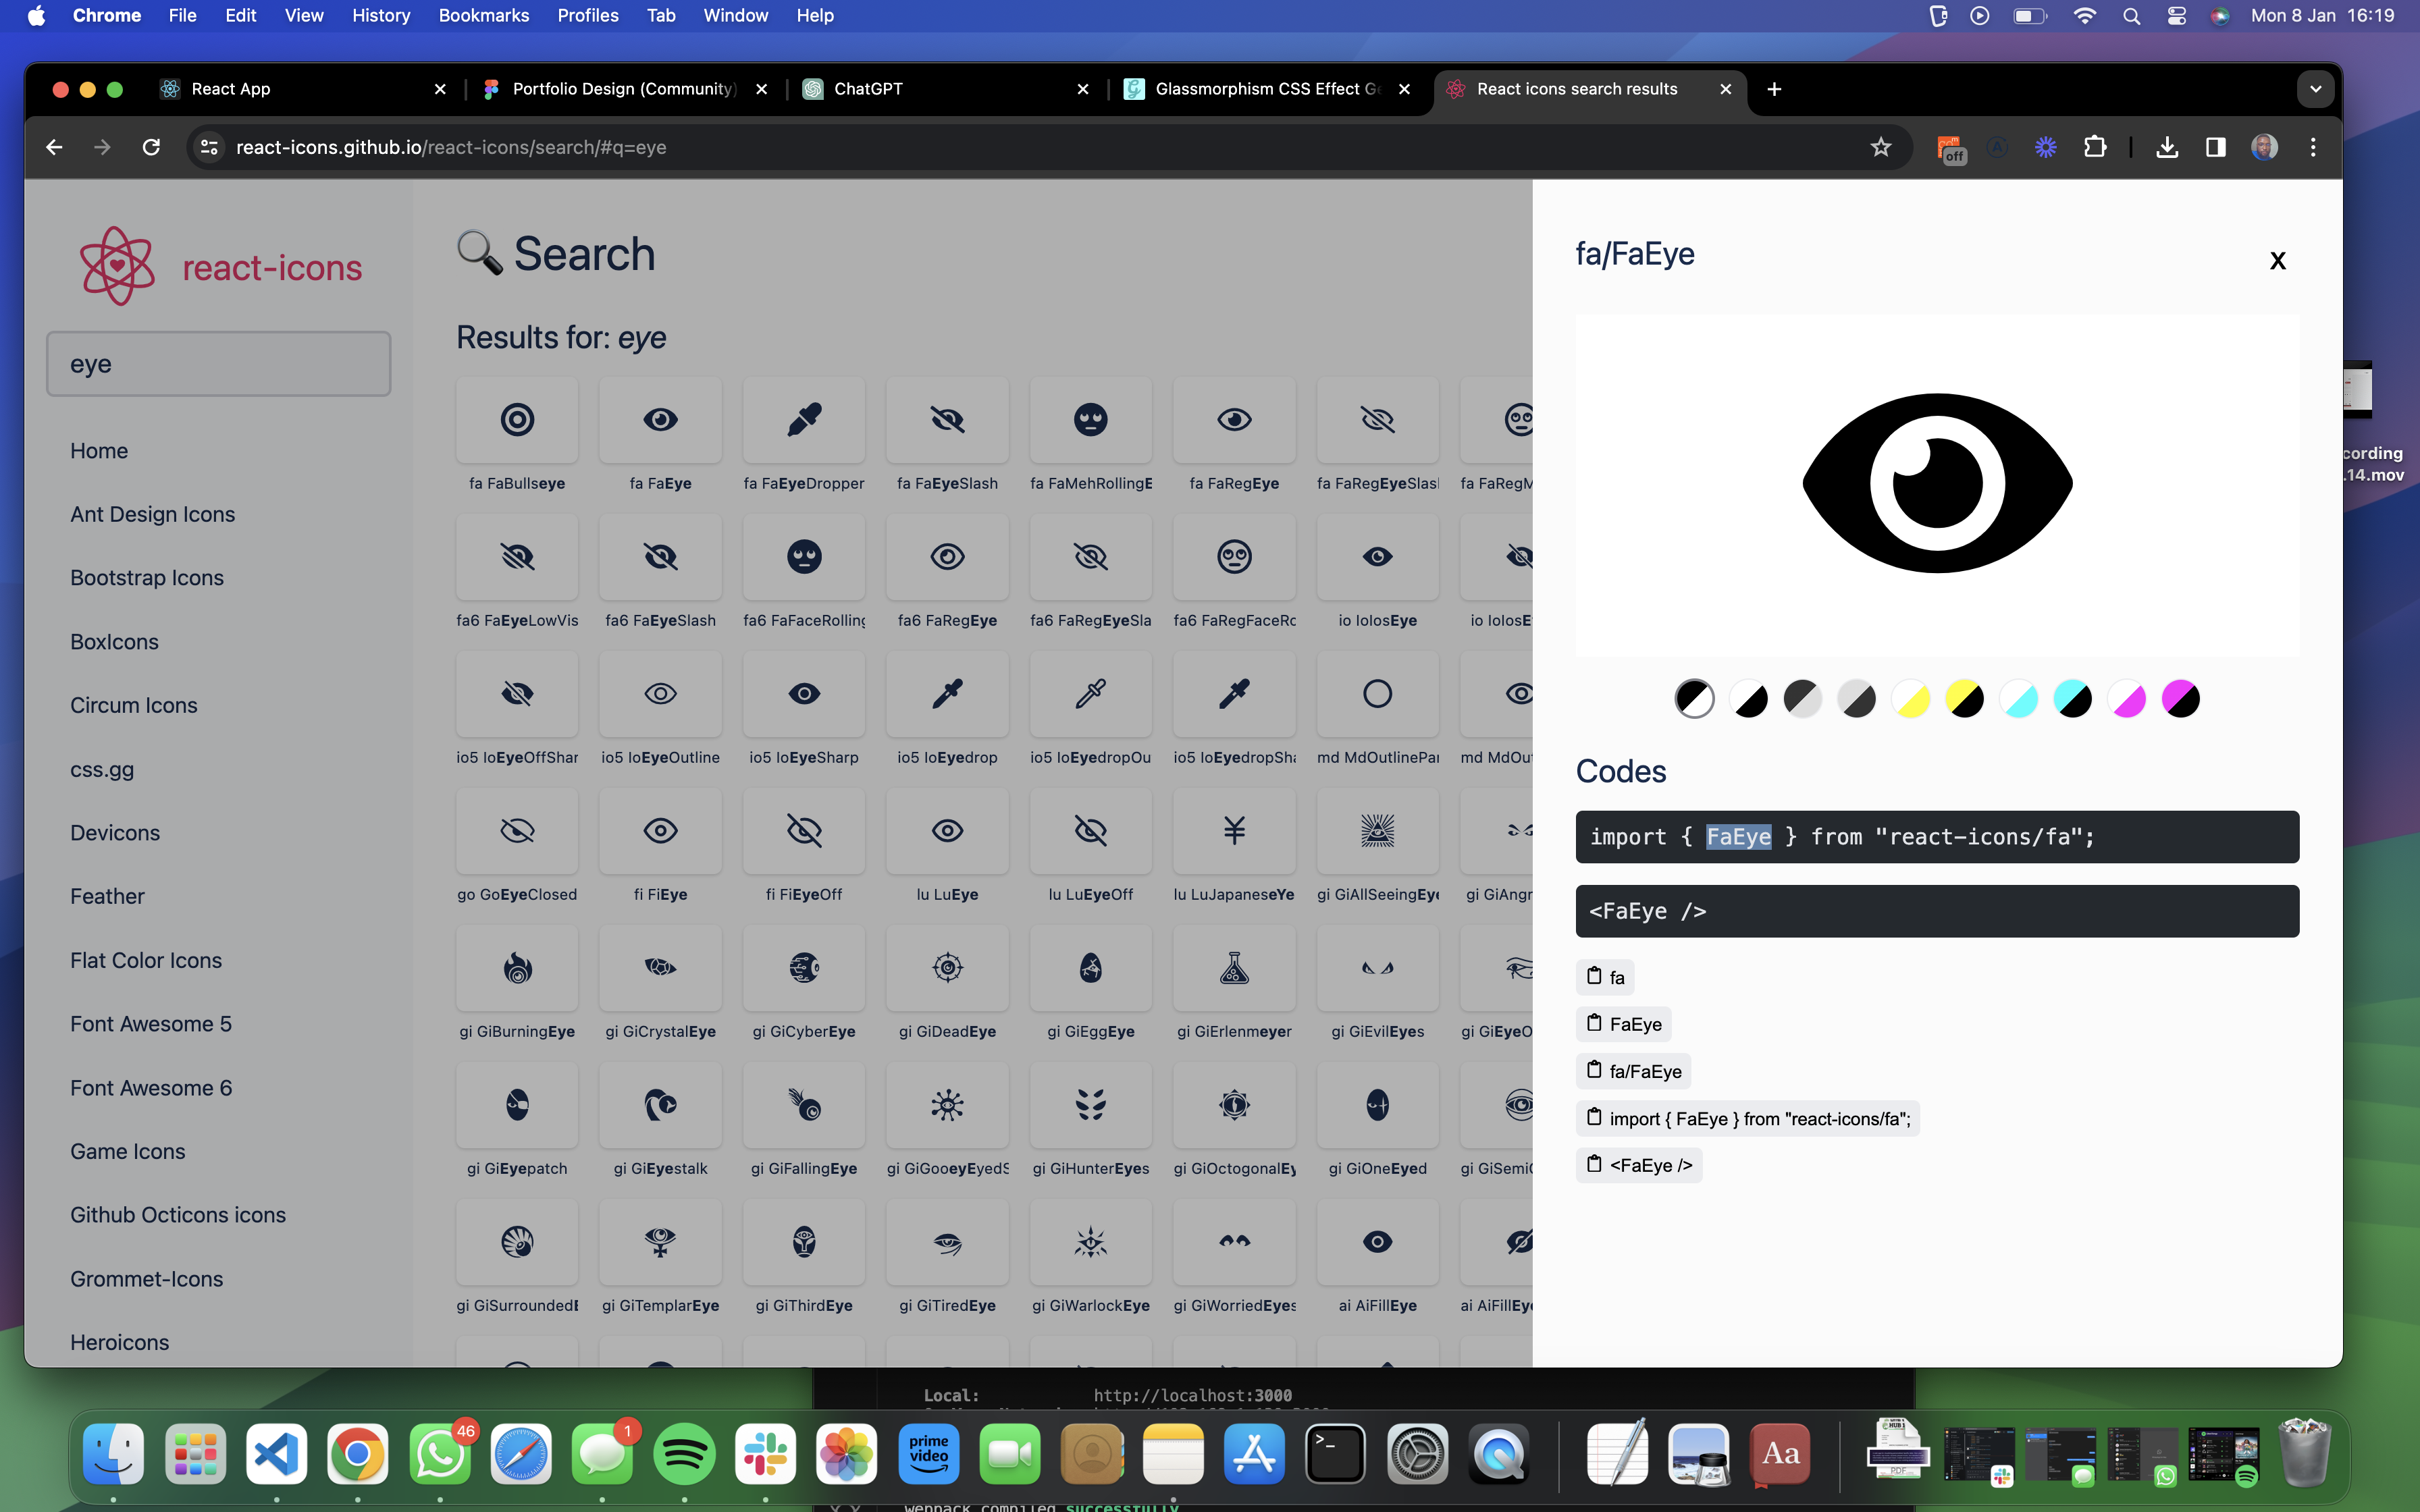 Chrome File Edit View History Bookmarks Profiles Tab Window Help
Mon 8 Jan 16:19
React App
Portfolio Design (Community)
ChatGPT
Glassmorphism CSS Effect Ge
React icons search results
react-icons.github.io/react-icons/search/#q=eye
off
react-icons
eye
Home
Ant Design Icons
Bootstrap Icons
BoxIcons
Circum Icons
css.gg
Devicons
Feather
Flat Color Icons
Font Awesome 5
Font Awesome 6
Game Icons
Github Octicons icons
Grommet-Icons
Heroicons
Search
Results for: eye
fa FaBullseye fa FaEye fa FaEyeDropper fa FaEyeSlash fa FaMehRollingE fa FaRegEye fa FaRegEyeSlas fa FaRegM
fa6 FaEyeLowVis fa6 FaEyeSlash fa6 FaFaceRolling fa6 FaRegEye fa6 FaRegEyeSla fa6 FaRegFaceRo io IoIosEye io IoIosE
io5 IoEyeOffShar io5 IoEyeOutline io5 IoEyeSharp io5 IoEyedrop io5 IoEyedropOu io5 IoEyedropSha md MdOutlinePar md MdOut
go GoEyeClosed fi FiEye fi FiEyeOff lu LuEye lu LuEyeOff lu LuJapaneseYe gi GiAllSeeingEye gi GiAngr
gi GiBurningEye gi GiCrystalEye gi GiCyberEye gi GiDeadEye gi GiEggEye gi GiErlenmeyer gi GiEvilEyes gi GiEyeO
gi GiEyepatch gi GiEyestalk gi GiFallingEye gi GiGooeyEyedS gi GiHunterEyes gi GiOctogonalEy gi GiOneEyed gi GiSemiC
gi GiSurroundedE gi GiTemplarEye gi GiThirdEye gi GiTiredEye gi GiWarlockEye gi GiWorriedEyes ai AiFillEye ai AiFillEye
fa/FaEye
X
Codes
import { FaEye } from "react-icons/fa";
<FaEye />
fa
FaEye
fa/FaEye
import { FaEye } from "react-icons/fa";
<FaEye />
cording
.14.mov
Local: http://localhost:3000
46
1
prime
video
Aa
PDF
webpack compiled successfully